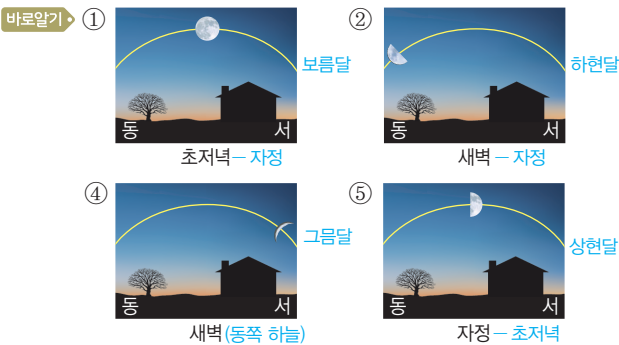 바로알기 ① ②
보름달 하현달
동 서 동 서
초저녁 – 자정 새벽 – 자정
④ ⑤
그믐달 상현달
동 서 동 서
새벽 (동쪽 하늘) 자정 – 초저녁